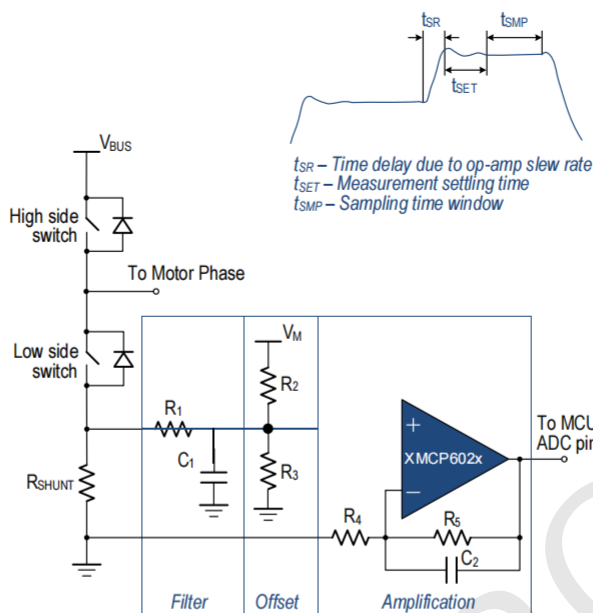 tSR
tSMP
tSET
tSR – Time delay due to op-amp slew rate
tSET – Measurement settling time
tSMP – Sampling time window
VBUS
High side
switch
To Motor Phase
Low side
switch
VM
R1
R2
C1
R3
RSHUNT
+
XMCP602x
−
To MCU
ADC pin
R4
R5
C2
Filter
Offset
Amplification